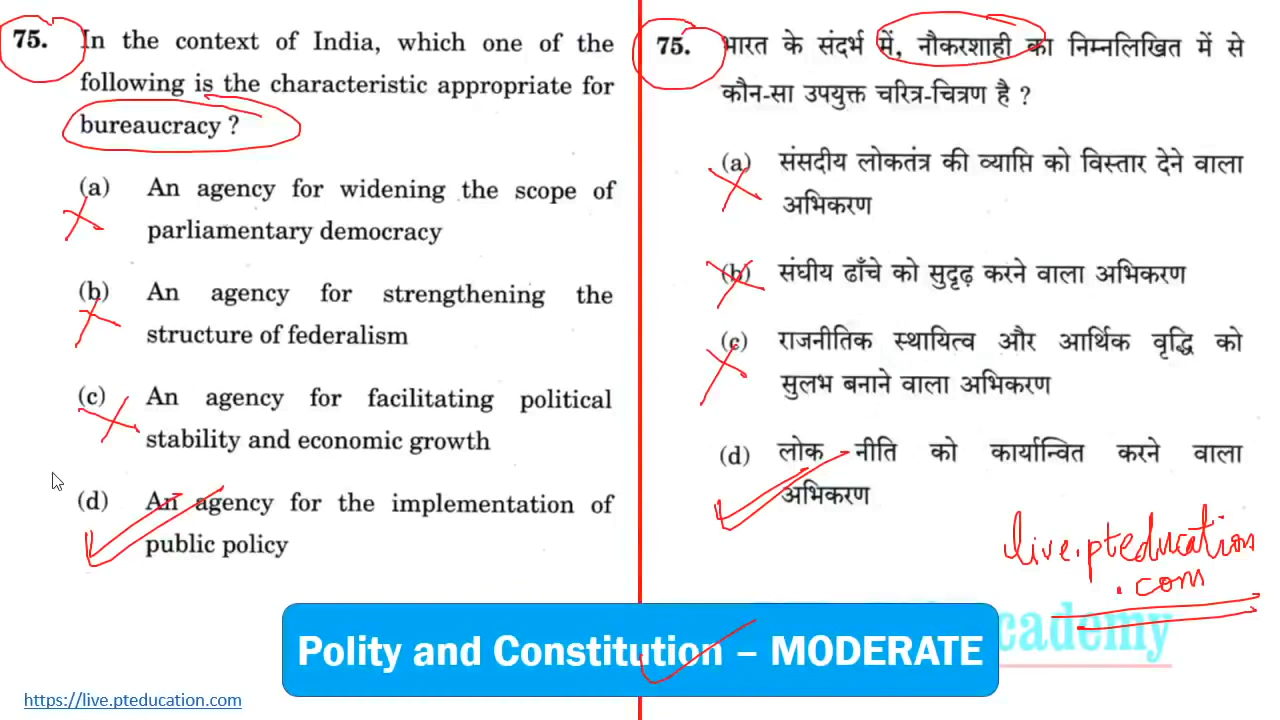 75. In the context of India, which one of the
following is the characteristic appropriate for
bureaucracy ?
(a) An agency for widening the scope of
parliamentary democracy
(b) An agency for strengthening the
structure of federalism
(c) An agency for facilitating political
stability and economic growth
(d) An agency for the implementation of
public policy
75. भारत के संदर्भ में, नौकरशाही का निम्नलिखित में से
कौन-सा उपयुक्त चरित्र-चित्रण है ?
(a) संसदीय लोकतंत्र की व्याप्ति को विस्तार देने वाला
अभिकरण
(b) संघीय ढाँचे को सुदृढ़ करने वाला अभिकरण
(c) राजनीतिक स्थायित्व और आर्थिक वृद्धि को
सुलभ बनाने वाला अभिकरण
(d) लोक नीति को कार्यान्वित करने वाला
अभिकरण
live.pteducation
.com
Polity and Constitution – MODERATE
https://live.pteducation.com